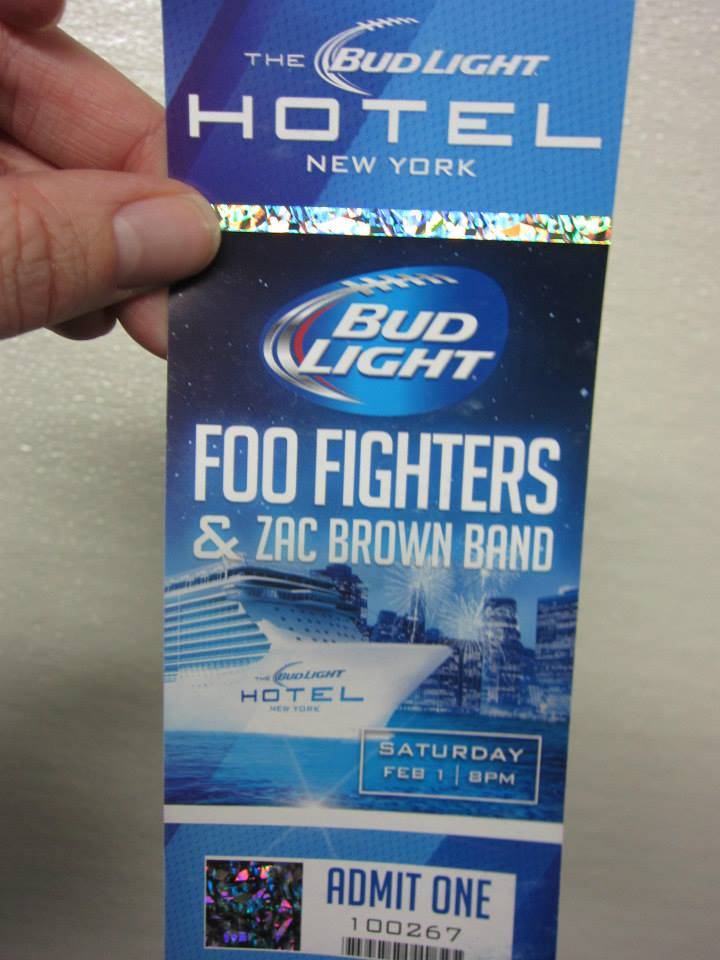 THE BUD LIGHT
HOTEL
NEW YORK
BUD
LIGHT
FOO FIGHTERS
& ZAC BROWN BAND
THE BUD LIGHT
HOTEL
NEW YORK
SATURDAY
FEB 1 | 8PM
ADMIT ONE
100267